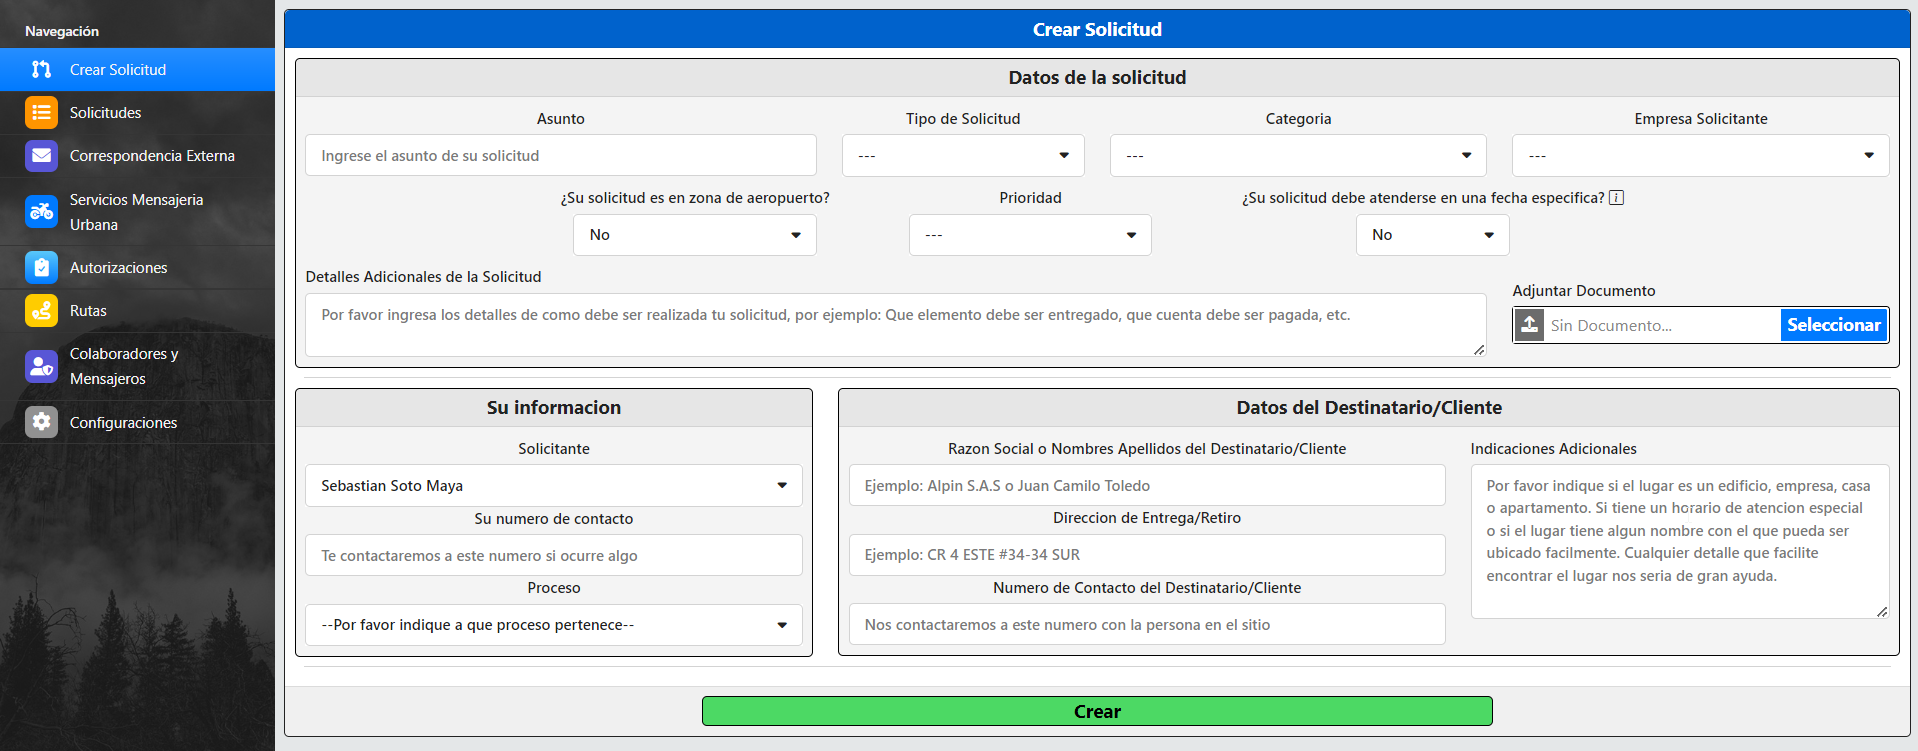 Navegación
Crear Solicitud
Solicitudes
Correspondencia Externa
Servicios Mensajeria
Urbana
Autorizaciones
Rutas
Colaboradores y
Mensajeros
Configuraciones
Crear Solicitud
Datos de la solicitud
Asunto
Ingrese el asunto de su solicitud
Tipo de Solicitud
---
Categoria
---
Empresa Solicitante
---
¿Su solicitud es en zona de aeropuerto?
No
Prioridad
---
¿Su solicitud debe atenderse en una fecha especifica? i
No
Detalles Adicionales de la Solicitud
Por favor ingresa los detalles de como debe ser realizada tu solicitud, por ejemplo: Que elemento debe ser entregado, que cuenta debe ser pagada, etc.
Adjuntar Documento
Sin Documento... Seleccionar
Su informacion
Solicitante
Sebastian Soto Maya
Su numero de contacto
Te contactaremos a este numero si ocurre algo
Proceso
--Por favor indique a que proceso pertenece--
Datos del Destinatario/Cliente
Razon Social o Nombres Apellidos del Destinatario/Cliente
Ejemplo: Alpin S.A.S o Juan Camilo Toledo
Direccion de Entrega/Retiro
Ejemplo: CR 4 ESTE #34-34 SUR
Numero de Contacto del Destinatario/Cliente
Nos contactaremos a este numero con la persona en el sitio
Indicaciones Adicionales
Por favor indique si el lugar es un edificio, empresa, casa
o apartamento. Si tiene un horario de atencion especial
o si el lugar tiene algun nombre con el que pueda ser
ubicado facilmente. Cualquier detalle que facilite
encontrar el lugar nos seria de gran ayuda.
Crear